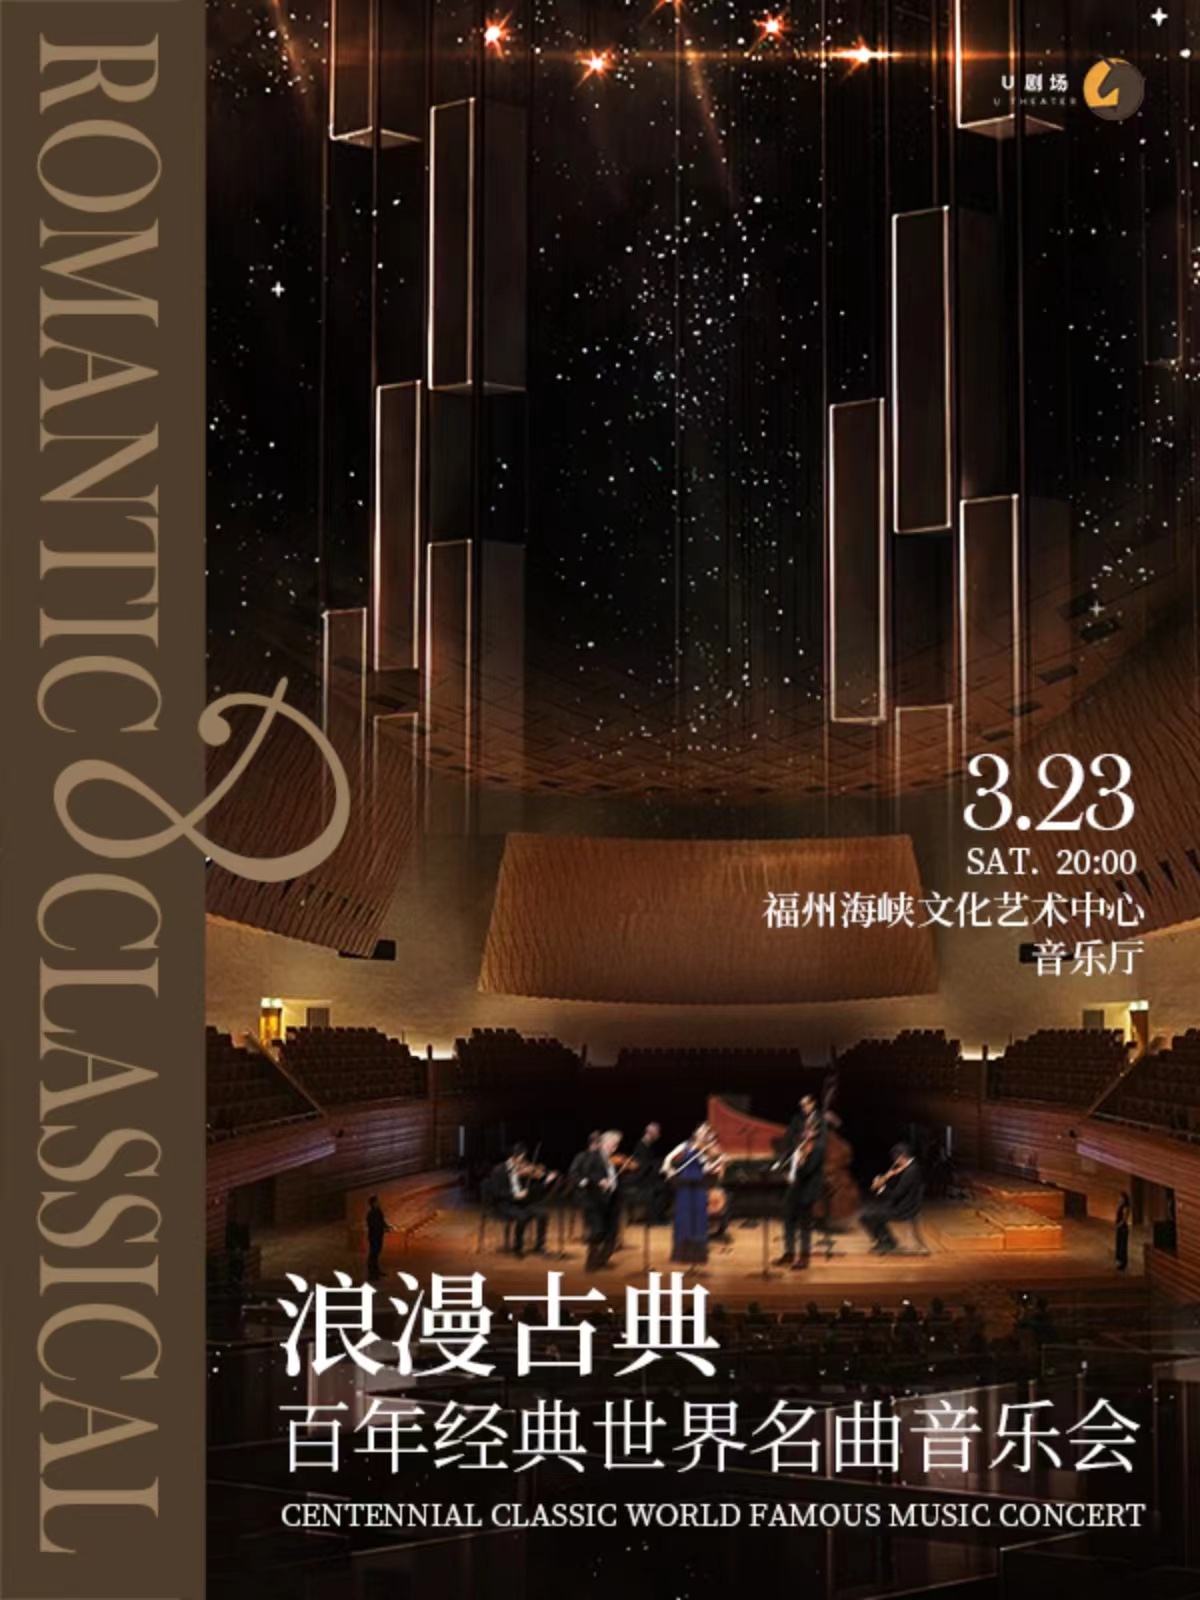 ROMANTIC & CLASSICAL
U 剧场
U THEATER
3.23
SAT. 20:00
福州海峡文化艺术中心
音乐厅
浪漫古典
百年经典世界名曲音乐会
CENTENNIAL CLASSIC WORLD FAMOUS MUSIC CONCERT